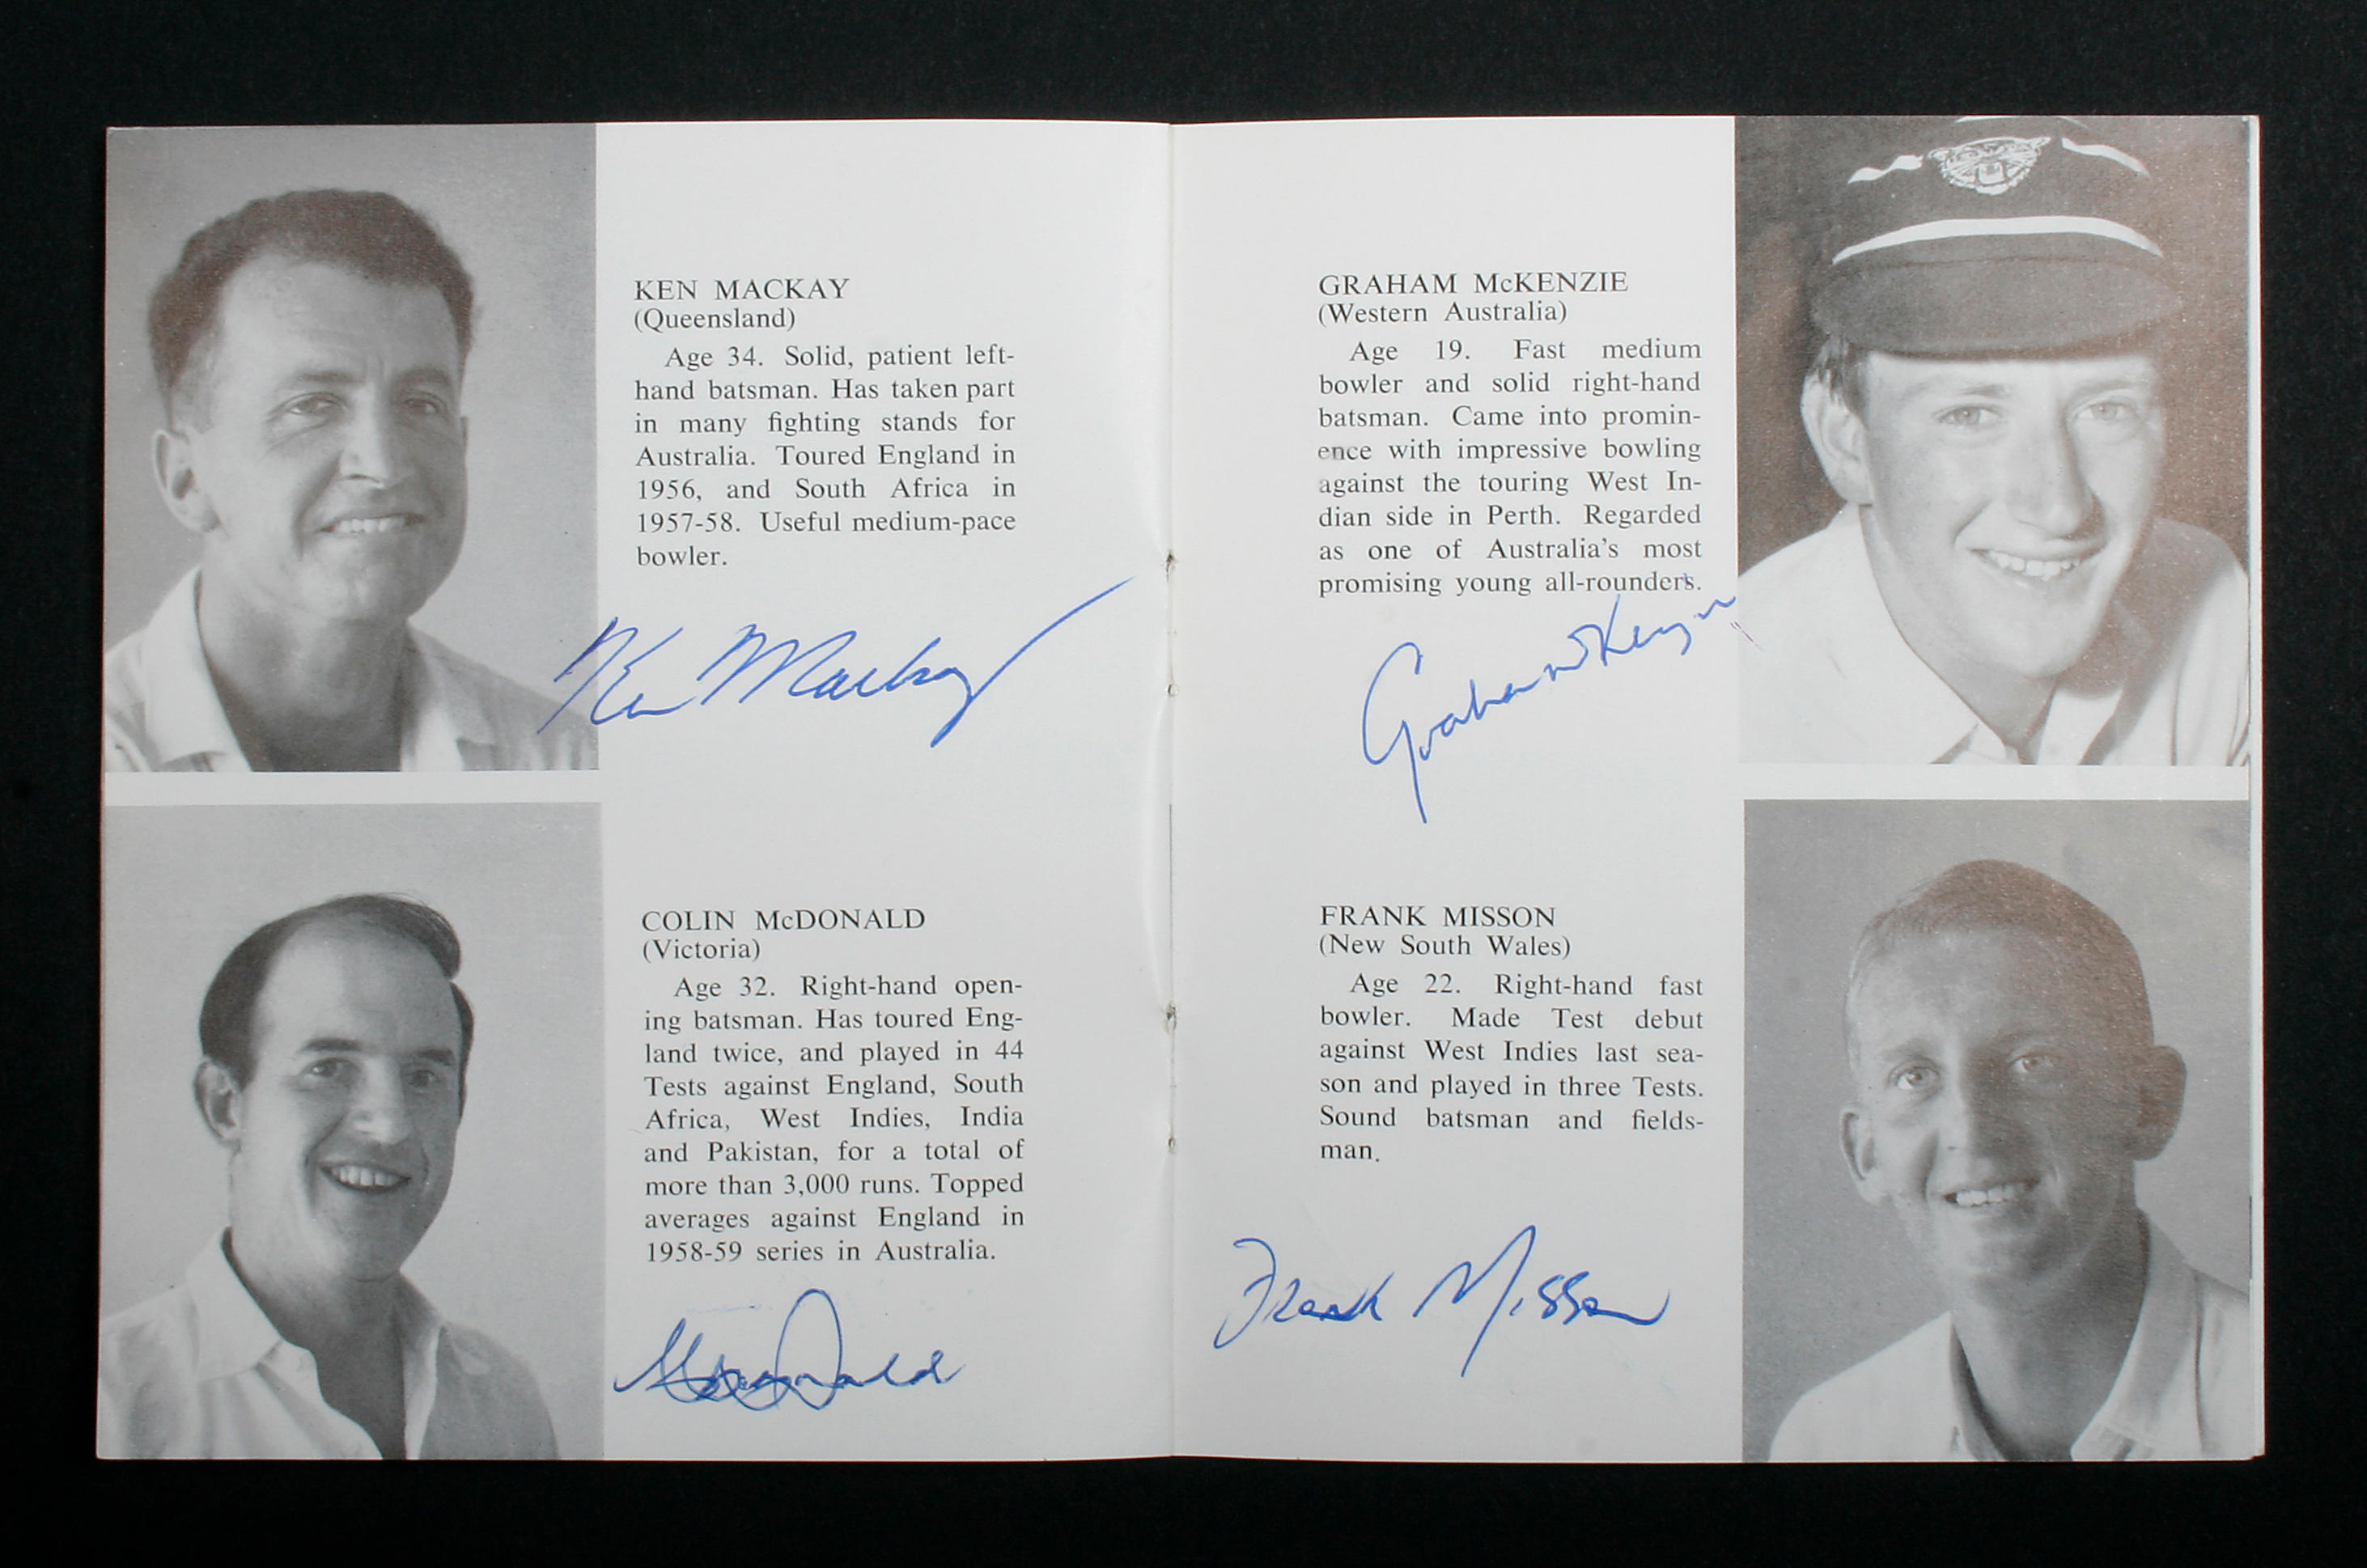 KEN MACKAY
(Queensland)
Age 34. Solid, patient left-
hand batsman. Has taken part
in many fighting stands for
Australia. Toured England in
1956, and South Africa in
1957-58. Useful medium-pace
bowler.
Ken Mackay
COLIN McDONALD
(Victoria)
Age 32. Right-hand open-
ing batsman. Has toured Eng-
land twice, and played in 44
Tests against England, South
Africa, West Indies, India
and Pakistan, for a total of
more than 3,000 runs. Topped
averages against England in
1958-59 series in Australia.
GRAHAM McKENZIE
(Western Australia)
Age 19. Fast medium
bowler and solid right-hand
batsman. Came into promin-
ence with impressive bowling
against the touring West In-
dian side in Perth. Regarded
as one of Australia's most
promising young all-rounders.
Graham McKenzie
FRANK MISSON
(New South Wales)
Age 22. Right-hand fast
bowler. Made Test debut
against West Indies last sea-
son and played in three Tests.
Sound batsman and fields-
man.
Frank Misson